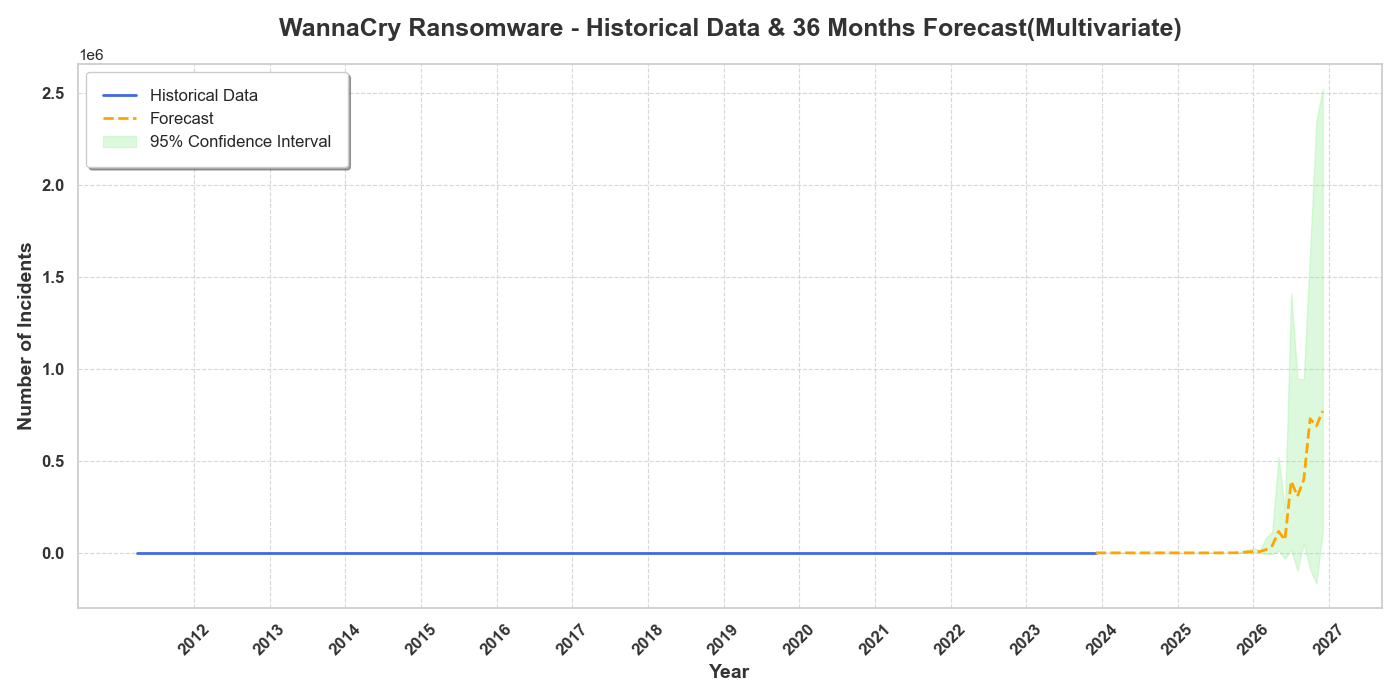 WannaCry Ransomware - Historical Data & 36 Months Forecast(Multivariate)
1e6
Historical Data
Forecast
95% Confidence Interval
2.5
2.0
1.5
1.0
0.5
0.0
Number of Incidents
2012 2013 2014 2015 2016 2017 2018 2019 2020 2021 2022 2023 2024 2025 2026 2027
Year